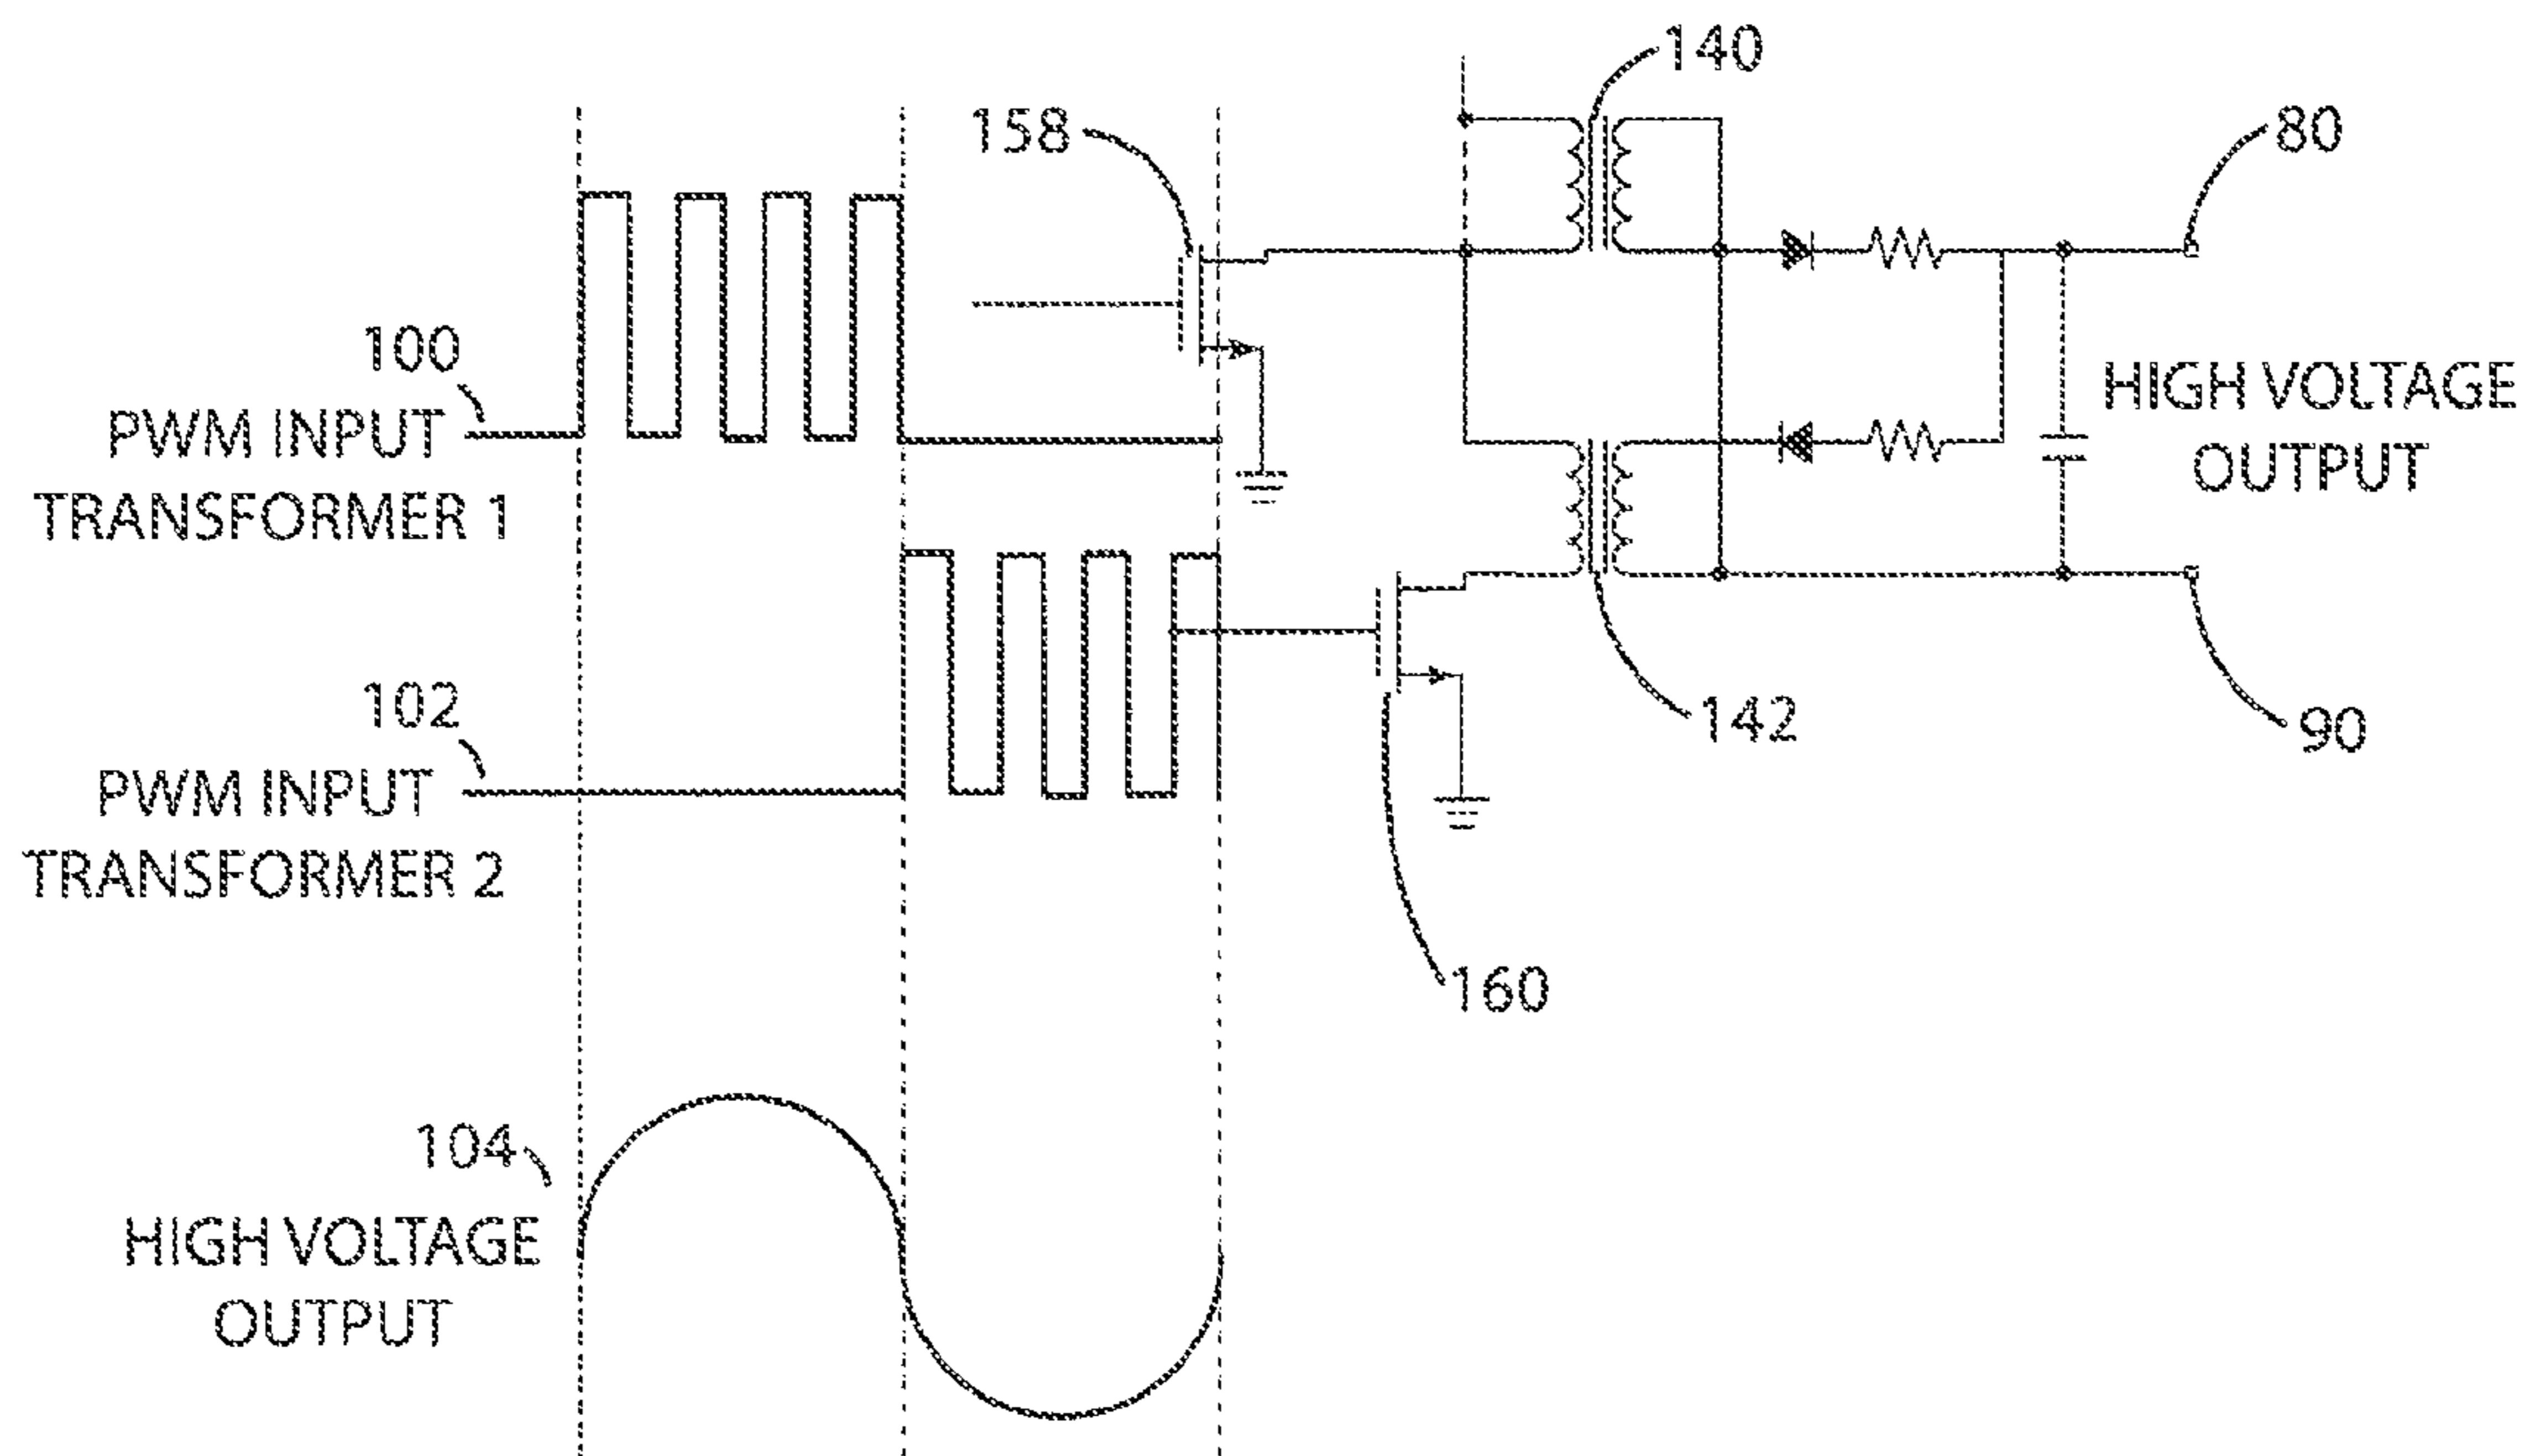 140
158
80
100
PWM INPUT
TRANSFORMER 1
HIGH VOLTAGE
OUTPUT
102
PWM INPUT
TRANSFORMER 2
142
90
160
104
HIGH VOLTAGE
OUTPUT